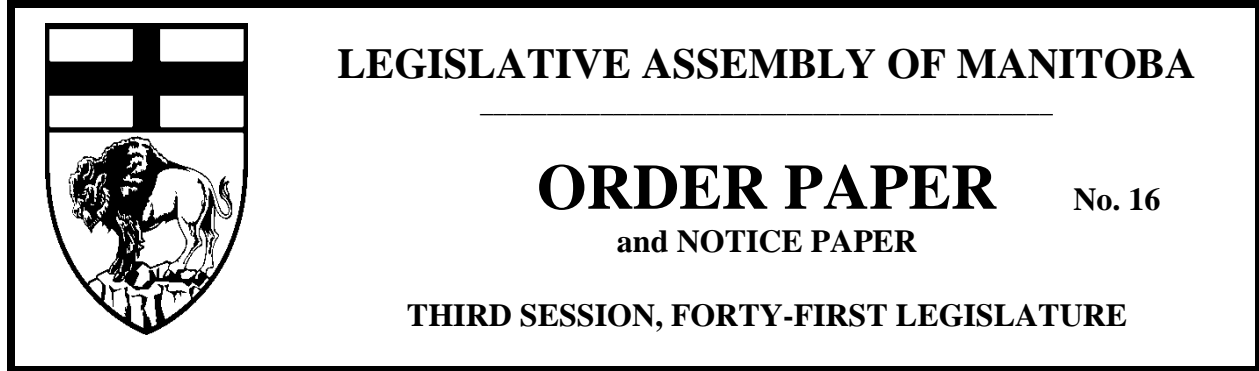 LEGISLATIVE ASSEMBLY OF MANITOBA
ORDER PAPER No. 16
and NOTICE PAPER
THIRD SESSION, FORTY-FIRST LEGISLATURE